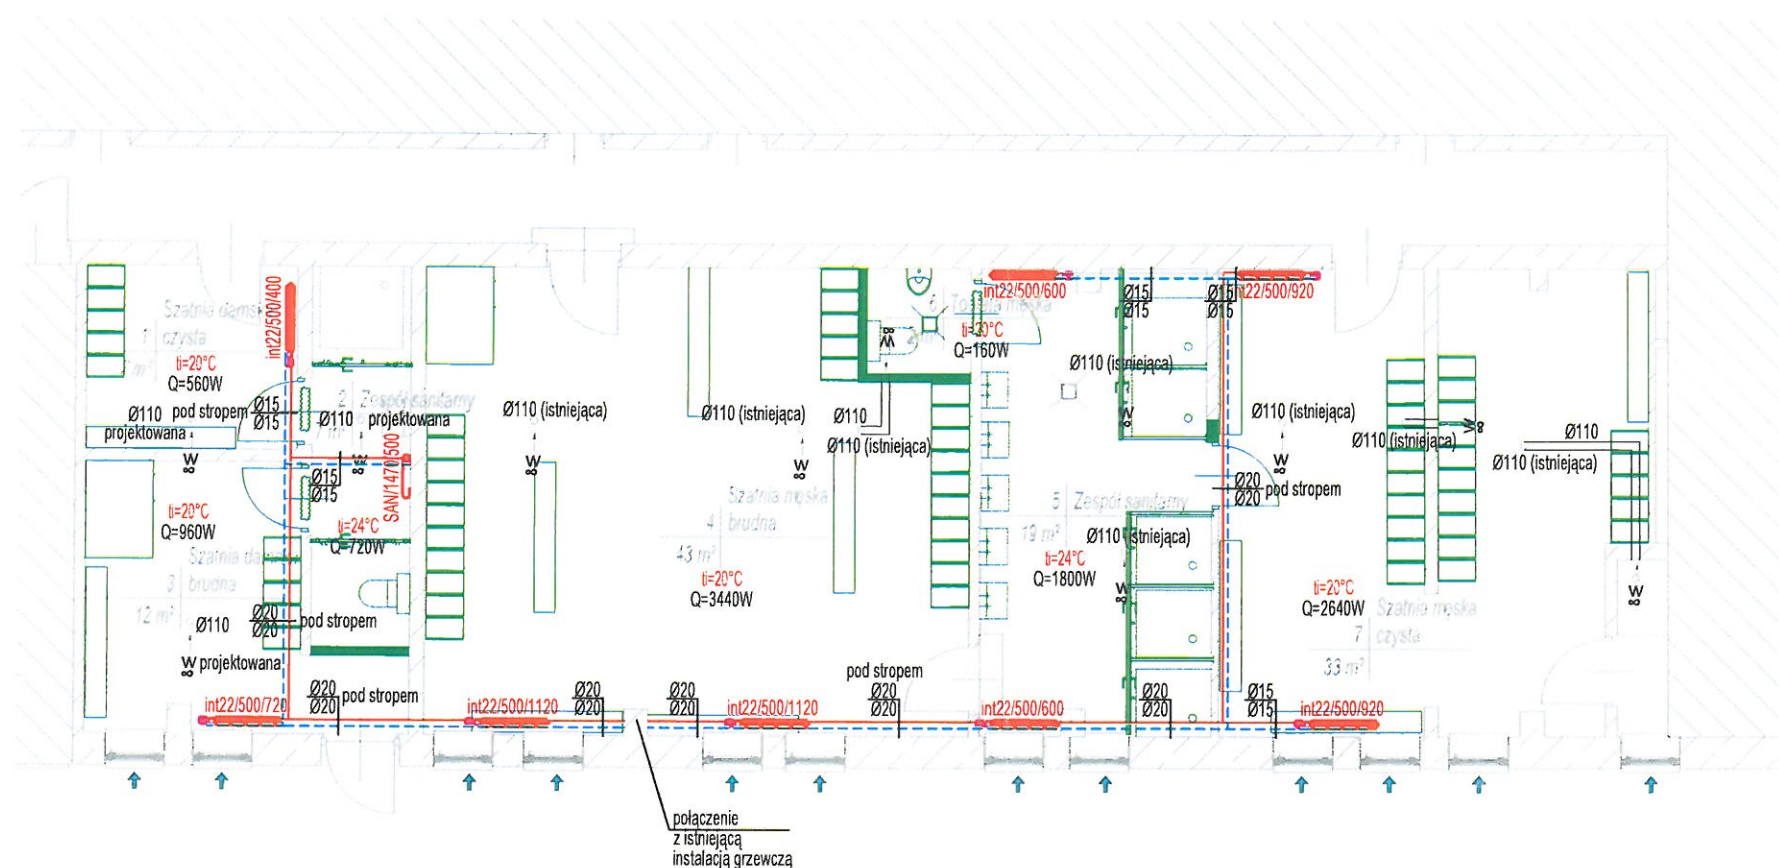 int22/500/400
Szatnia damska
1
czysta
m²
ti=20°C
Q=560W
Ø110
projektowana
pod stropem
Ø15
Ø15
2
Zespół sanitarny
7 m²
Ø110
projektowana
W
W
Ø15
Ø15
SAN/1470/500
ti=20°C
Q=960W
ti=24°C
Q=720W
Szatnia damska
3
brudna
12 m²
Ø20
Ø20
pod stropem
Ø110
W
projektowana
int22/500/720
Ø20
Ø20
pod stropem
Ø110 (istniejąca)
W
int22/500/1120
Ø20
Ø20
Ø110 (istniejąca)
W
Szatnia męska
4
brudna
43 m²
ti=20°C
Q=3440W
Ø20
Ø20
int22/500/1120
pod stropem
Ø20
Ø20
6
Toaleta męska
ti=20°C
Q=160W
W
Ø110
Ø110 (istniejąca)
int22/500/600
Ø15
Ø15
Ø15
Ø15
int22/500/920
Ø110 (istniejąca)
W
5
Zespół sanitarny
19 m²
Ø110 (istniejąca)
ti=24°C
Q=1800W
W
int22/500/600
Ø20
Ø20
Ø110 (istniejąca)
W
Ø20
Ø20
pod stropem
Ø110 (istniejąca)
W
Ø110
Ø110 (istniejąca)
ti=20°C
Q=2640W
Szatnia męska
7
czysta
33 m²
W
Ø15
Ø15
int22/500/920
połączenie
z istniejącą
instalacją grzewczą